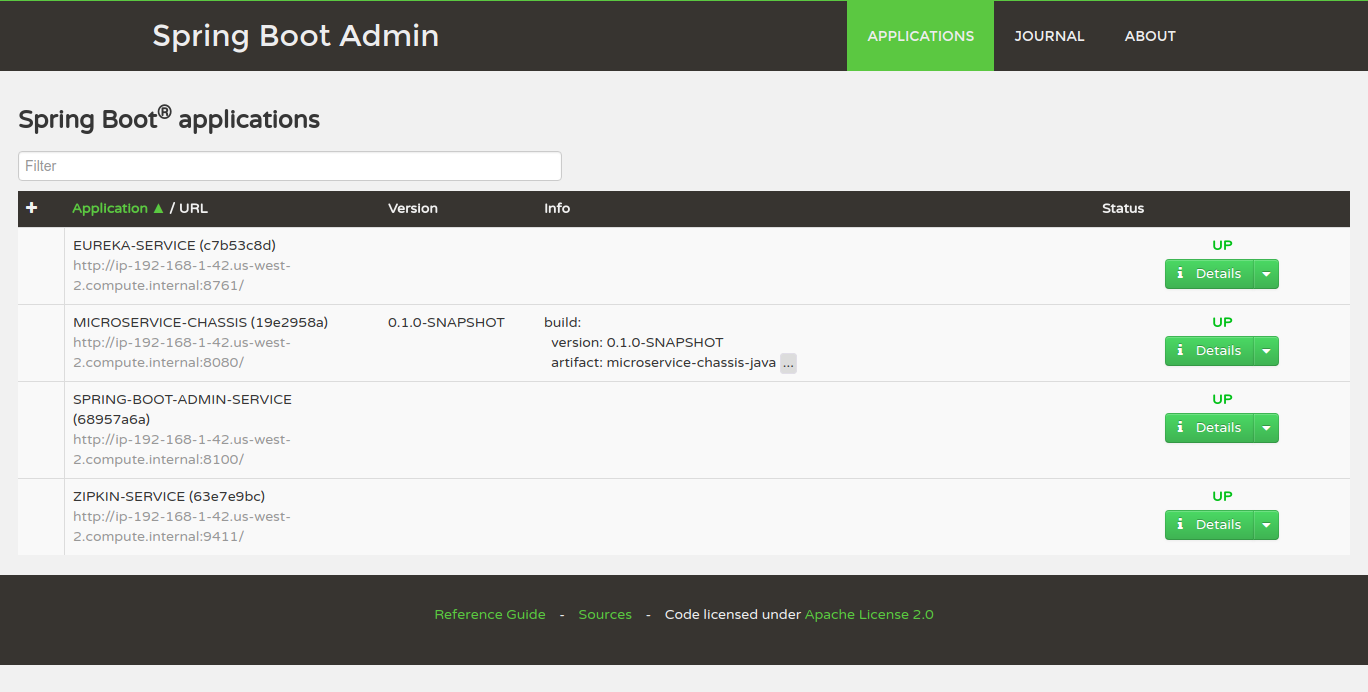 Spring Boot Admin
APPLICATIONS JOURNAL ABOUT
Spring Boot® applications
Filter
+ Application ▲ / URL Version Info Status
EUREKA-SERVICE (c7b53c8d)
http://ip-192-168-1-42.us-west-
2.compute.internal:8761/
UP
Details
MICROSERVICE-CHASSIS (19e2958a)
http://ip-192-168-1-42.us-west-
2.compute.internal:8080/
0.1.0-SNAPSHOT
build:
version: 0.1.0-SNAPSHOT
artifact: microservice-chassis-java ...
UP
Details
SPRING-BOOT-ADMIN-SERVICE
(68957a6a)
http://ip-192-168-1-42.us-west-
2.compute.internal:8100/
UP
Details
ZIPKIN-SERVICE (63e7e9bc)
http://ip-192-168-1-42.us-west-
2.compute.internal:9411/
UP
Details
Reference Guide - Sources - Code licensed under Apache License 2.0